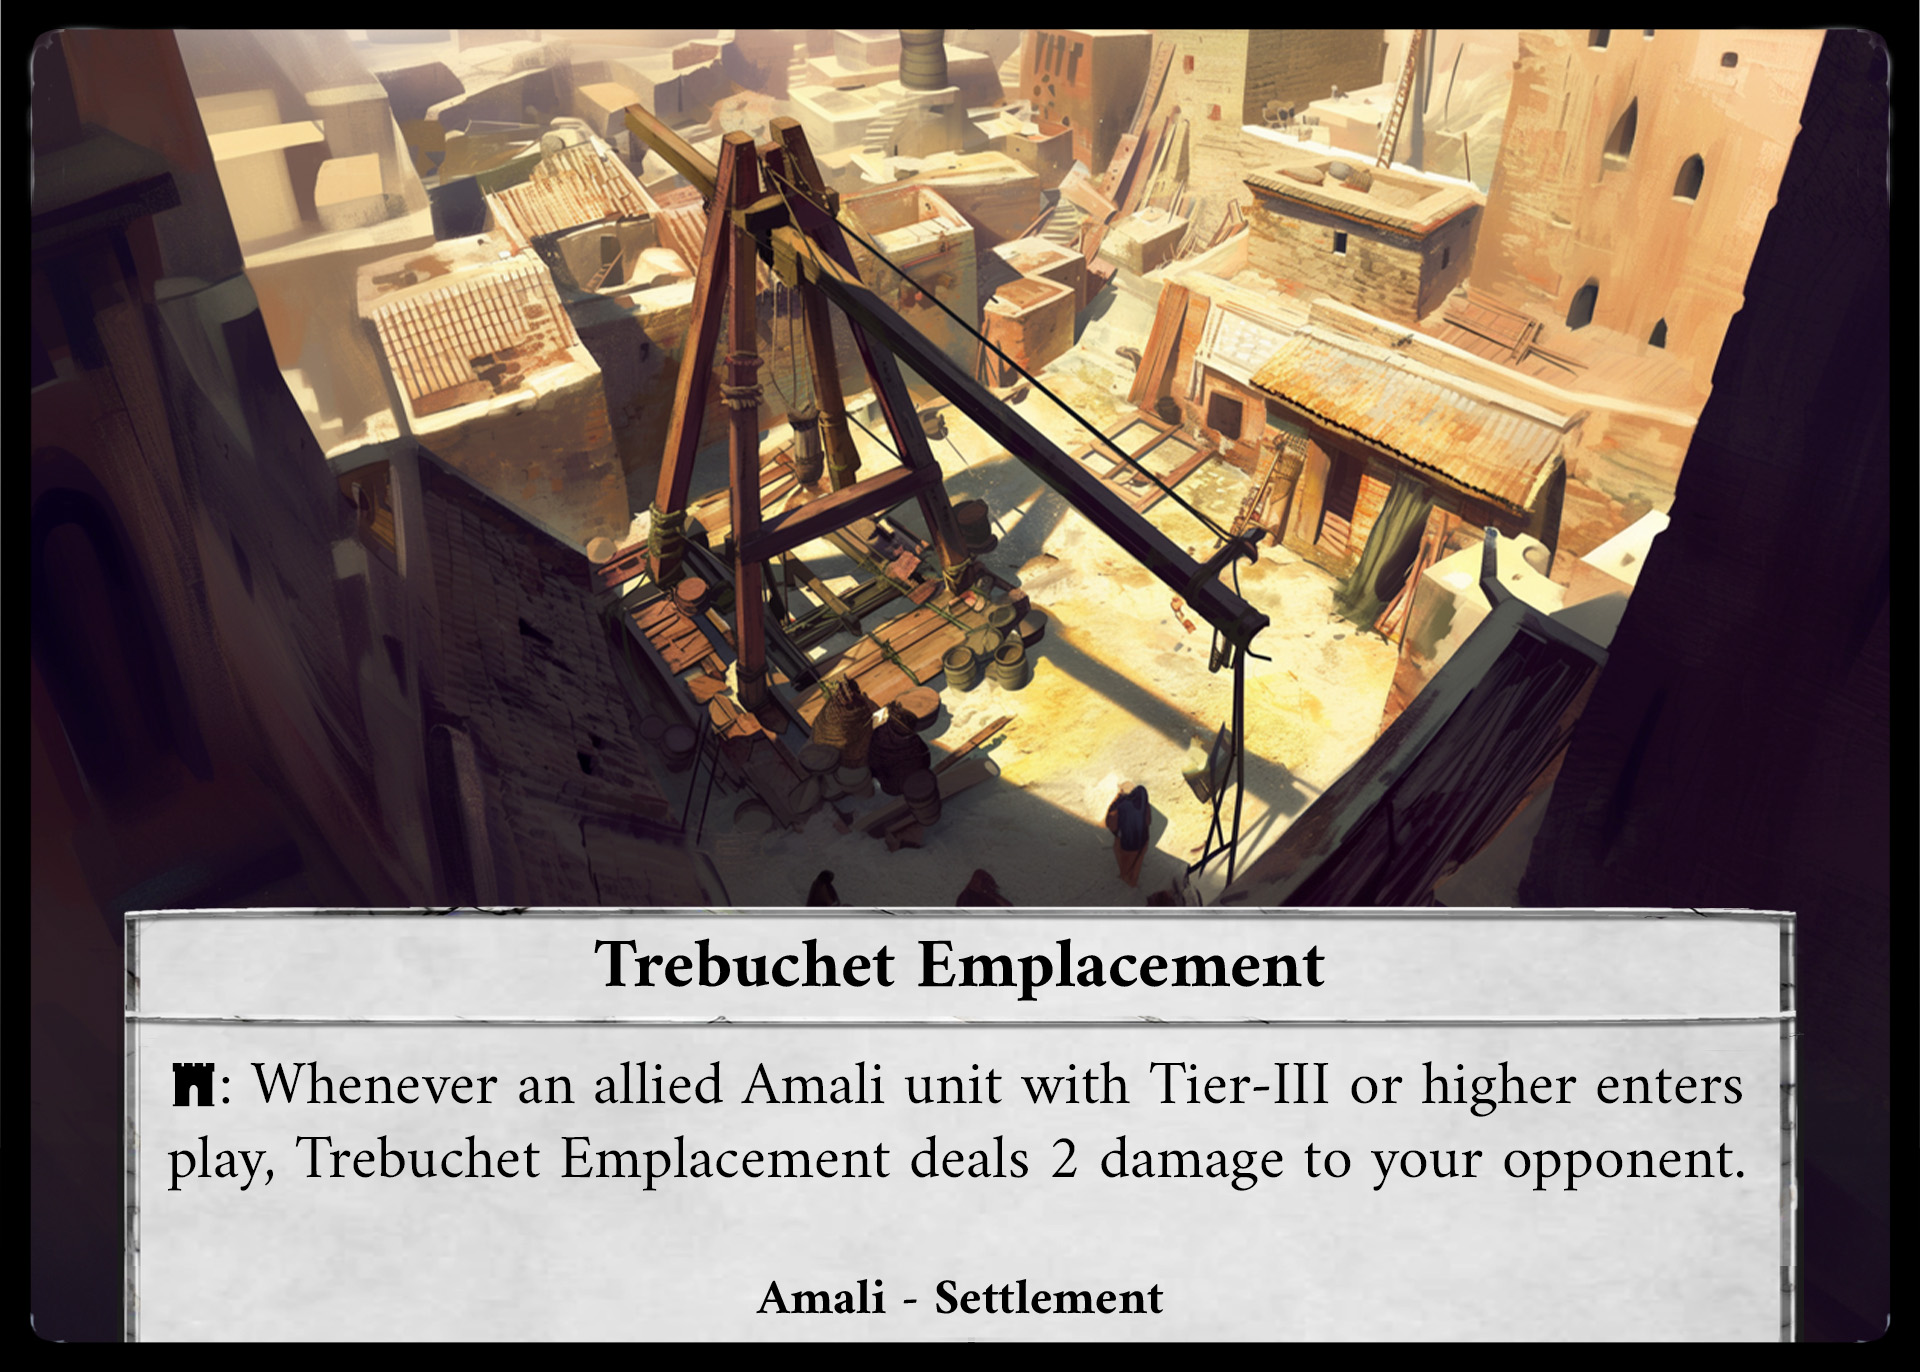 Trebuchet Emplacement
: Whenever an allied Amali unit with Tier-III or higher enters
play, Trebuchet Emplacement deals 2 damage to your opponent.
Amali - Settlement